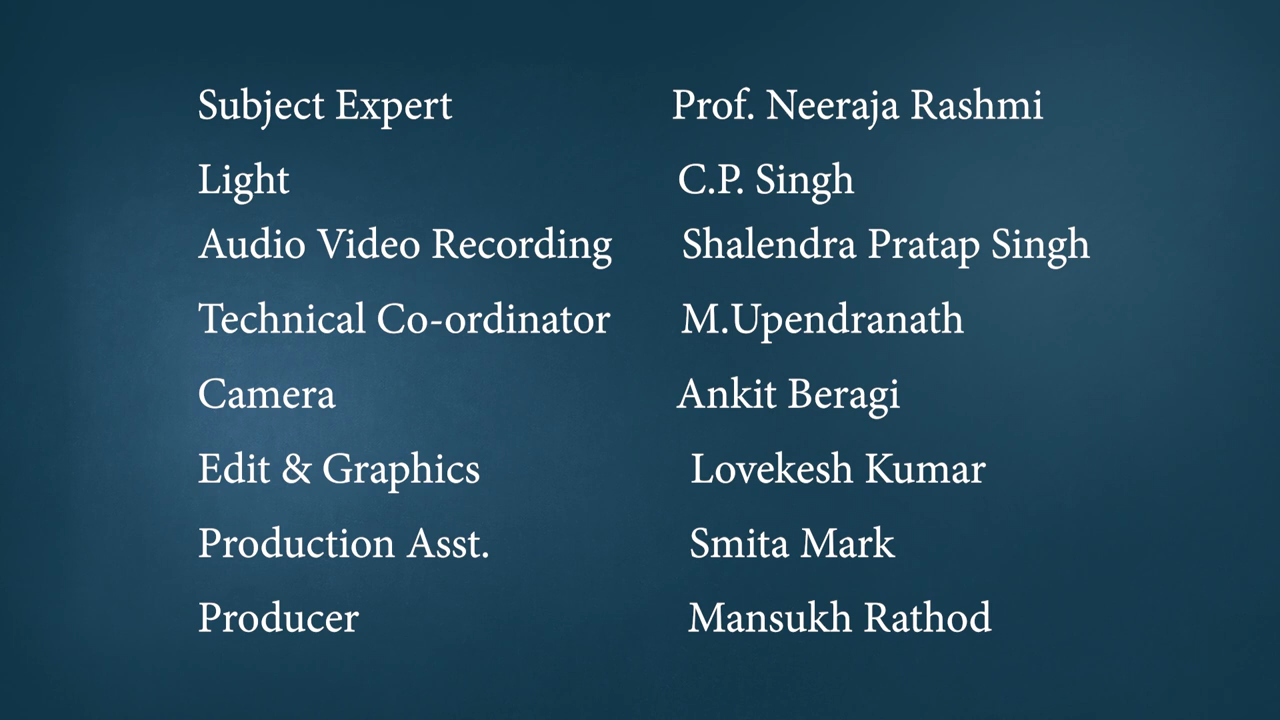 Subject Expert Prof. Neeraja Rashmi
Light C.P. Singh
Audio Video Recording Shalendra Pratap Singh
Technical Co-ordinator M.Upendranath
Camera Ankit Beragi
Edit & Graphics Lovekesh Kumar
Production Asst. Smita Mark
Producer Mansukh Rathod